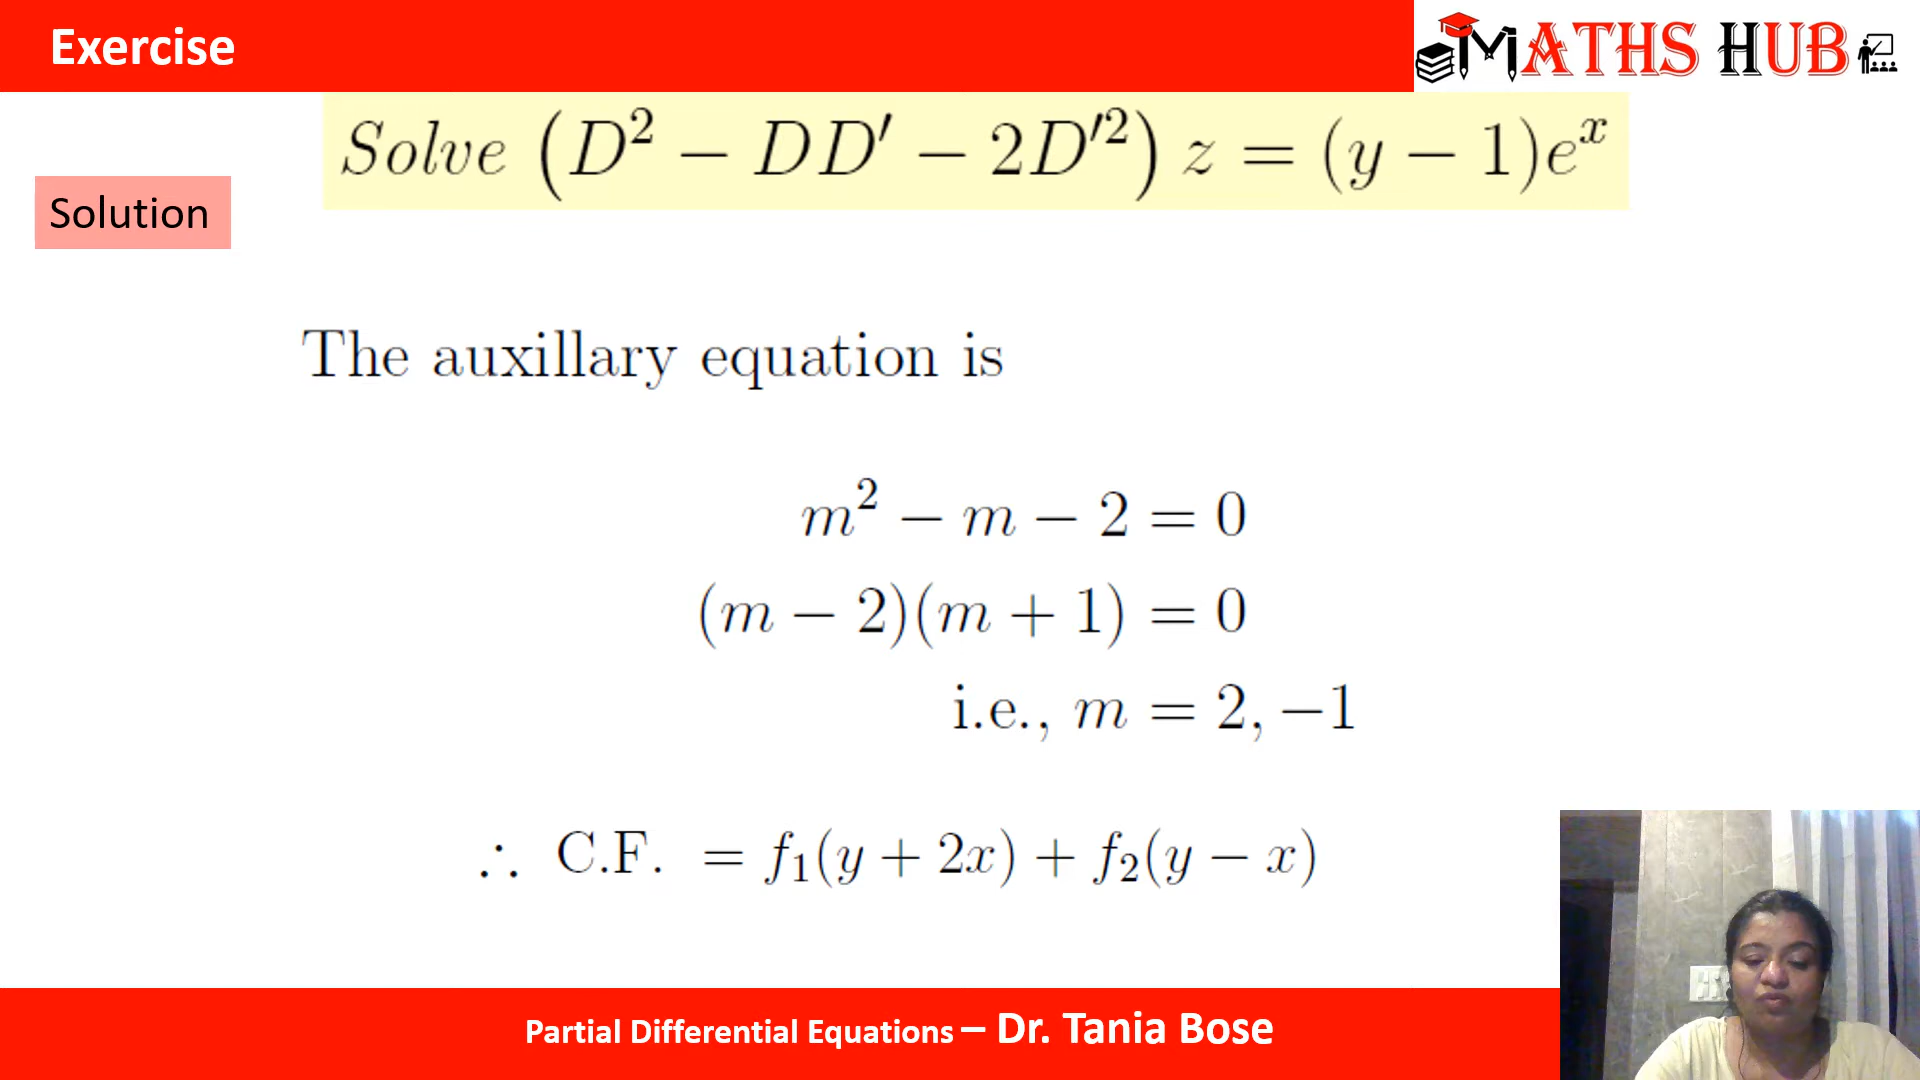 Exercise
MATHS HUB
Solve (D² − DD′ − 2D′²) z = (y − 1)eˣ
Solution
The auxillary equation is
m² − m − 2 = 0
(m − 2)(m + 1) = 0
i.e., m = 2, −1
∴ C.F. = f₁(y + 2x) + f₂(y − x)
Partial Differential Equations – Dr. Tania Bose